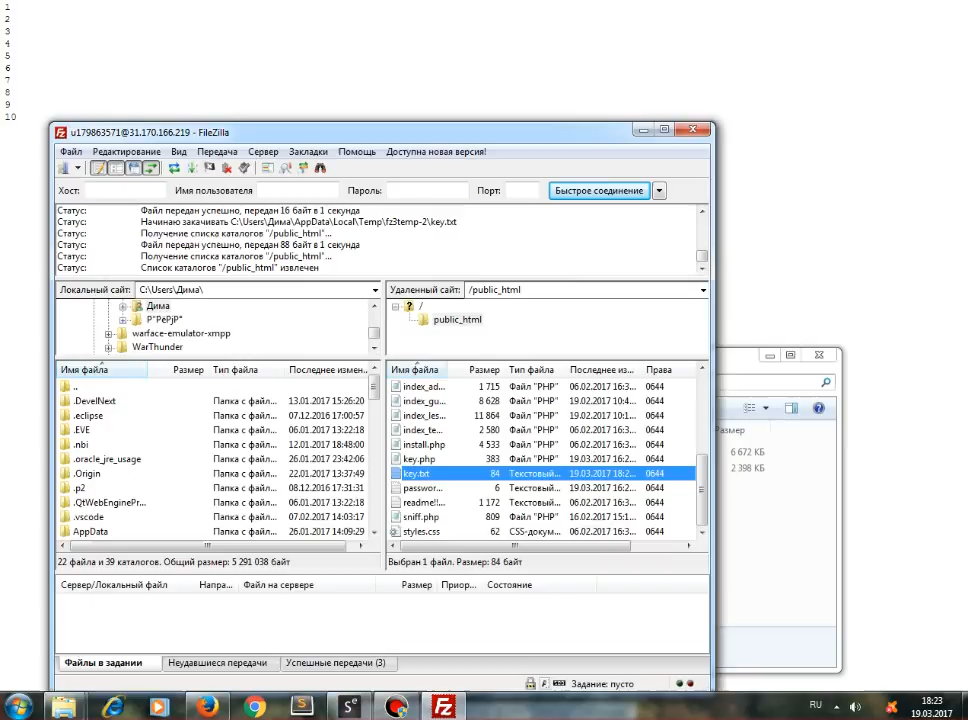 1
2
3
4
5
6
7
8
9
10
u179863571@31.170.166.219 - FileZilla
Файл Редактирование Вид Передача Сервер Закладки Помощь Доступна новая версия!
Хост: Имя пользователя Пароль: Порт: Быстрое соединение
Статус: Файл передан успешно, передан 16 байт в 1 секунда
Статус: Начинаю закачивать C:\Users\Дима\AppData\Local\Temp\fz3temp-2\key.txt
Статус: Получение списка каталогов "/public_html"...
Статус: Файл передан успешно, передан 88 байт в 1 секунда
Статус: Получение списка каталогов "/public_html"...
Статус: Список каталогов "/public_html" извлечен
Локальный сайт: C:\Users\Дима\
Дима
Р"РёРјР°
warface-emulator-xmpp
WarThunder
Удаленный сайт: /public_html
/
public_html
Имя файла Размер Тип файла Последнее измен...
..
.DevelNext Папка с файл... 13.01.2017 15:26:20
.eclipse Папка с файл... 07.12.2016 17:00:57
.EVE Папка с файл... 06.01.2017 13:22:18
.nbi Папка с файл... 12.01.2017 18:48:00
.oracle_jre_usage Папка с файл... 26.01.2017 23:42:06
.Origin Папка с файл... 22.01.2017 13:37:49
.p2 Папка с файл... 08.12.2016 17:31:31
.QtWebEnginePr... Папка с файл... 06.01.2017 13:22:18
.vscode Папка с файл... 07.02.2017 14:03:17
AppData Папка с файл... 26.01.2017 14:09:29
22 файла и 39 каталогов. Общий размер: 5 291 038 байт
Имя файла Размер Тип файла Последнее из... Права
index_ad... 1 715 Файл "PHP" 06.02.2017 16:3... 0644
index_gu... 8 628 Файл "PHP" 19.02.2017 10:4... 0644
index_les... 11 864 Файл "PHP" 19.02.2017 10:1... 0644
index_te... 2 580 Файл "PHP" 06.02.2017 16:3... 0644
install.php 4 533 Файл "PHP" 06.02.2017 16:3... 0644
key.php 383 Файл "PHP" 19.03.2017 16:2... 0644
key.txt 84 Текстовый... 19.03.2017 18:2... 0644
passwor... 6 Текстовый... 19.03.2017 16:2... 0644
readme!!... 1 172 Текстовый... 06.02.2017 16:3... 0644
sniff.php 809 Файл "PHP" 16.02.2017 15:1... 0644
styles.css 62 CSS-докум... 06.02.2017 16:3... 0644
Выбран 1 файл. Размер: 84 байт
Размер
6 672 КБ
2 398 КБ
Сервер/Локальный файл Напра... Файл на сервере Размер Приор... Состояние
Файлы в задании Неудавшиеся передачи Успешные передачи (3)
Задание: пусто
RU
18:23
19.03.2017